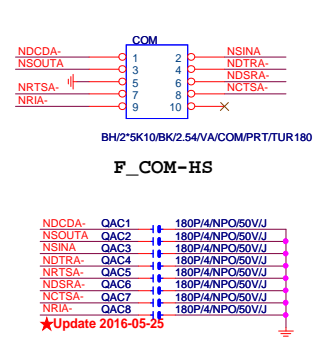 COM
NDCDA- 1 2 NSINA
NSOUTA 3 4 NDTRA-
5 6 NDSRA-
NRTSA- 7 8 NCTSA-
NRIA- 9 10
BH/2*5K10/BK/2.54/VA/COM/PRT/TUR180
F_COM-HS
NDCDA- QAC1 180P/4/NPO/50V/J
NSOUTA QAC2 180P/4/NPO/50V/J
NSINA QAC3 180P/4/NPO/50V/J
NDTRA- QAC4 180P/4/NPO/50V/J
NRTSA- QAC5 180P/4/NPO/50V/J
NDSRA- QAC6 180P/4/NPO/50V/J
NCTSA- QAC7 180P/4/NPO/50V/J
NRIA- QAC8 180P/4/NPO/50V/J
★Update 2016-05-25